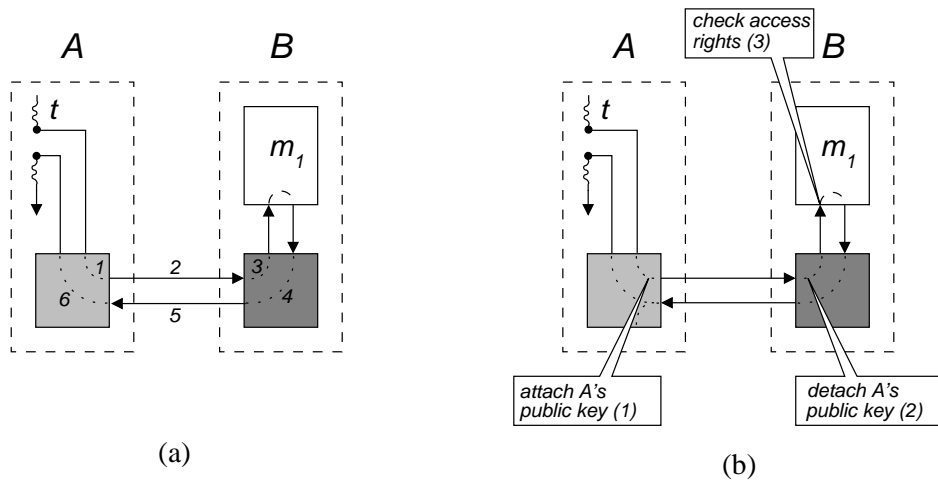 A
B
t
m1
1
2
3
4
5
6
(a)
check access
rights (3)
A
B
t
m1
attach A's
public key (1)
detach A's
public key (2)
(b)